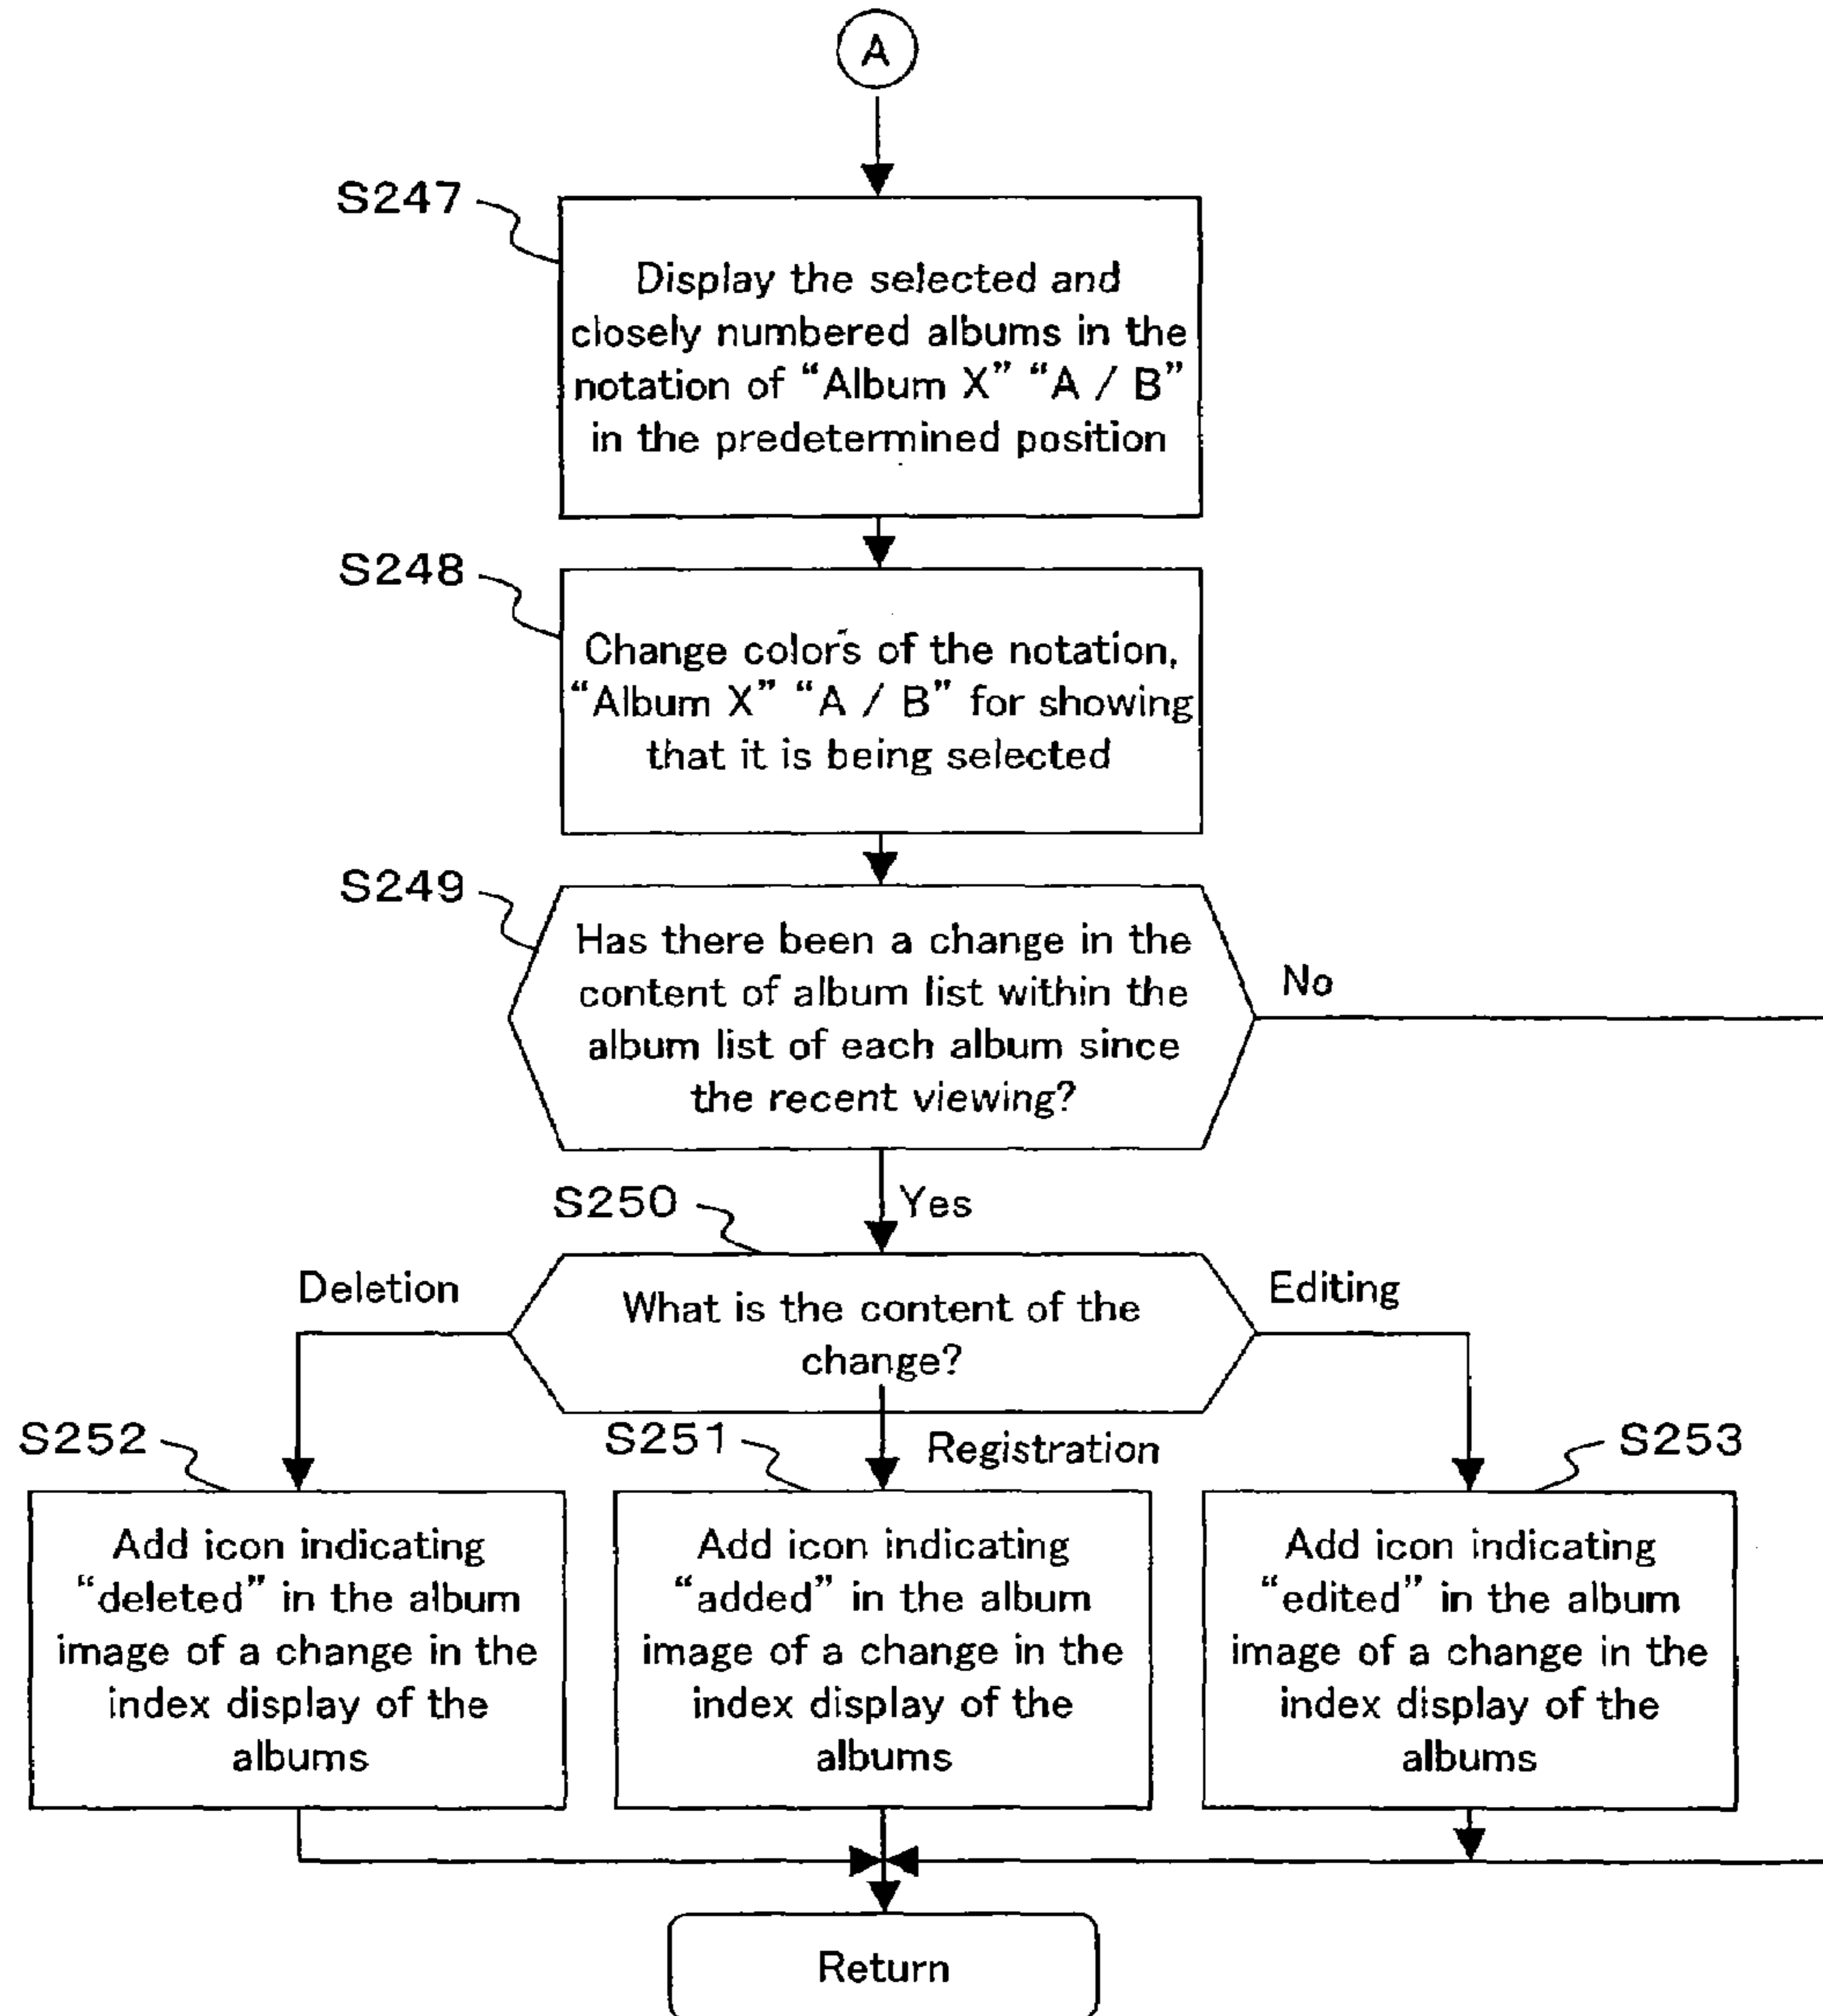 A
S247
Display the selected and
closely numbered albums in the
notation of “Album X” “A / B”
in the predetermined position
S248
Change colors of the notation,
“Album X” “A / B” for showing
that it is being selected
S249
Has there been a change in the
content of album list within the
album list of each album since
the recent viewing?
No
Yes
S250
Deletion
What is the content of the
change?
Editing
S252
Add icon indicating
“deleted” in the album
image of a change in the
index display of the
albums
S251
Registration
Add icon indicating
“added” in the album
image of a change in the
index display of the
albums
S253
Add icon indicating
“edited” in the album
image of a change in the
index display of the
albums
Return